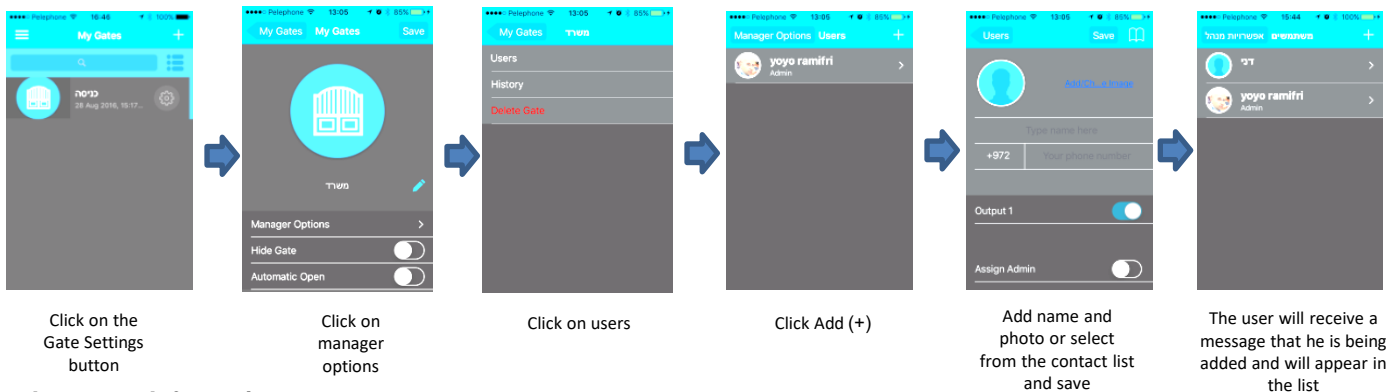 Pelephone 16:46 100%
My Gates +
כניסה
28 Aug 2016, 15:17...
Click on the
Gate Settings
button
Pelephone 13:05 85%
My Gates My Gates Save
משרד
Manager Options
Hide Gate
Automatic Open
Click on
manager
options
Pelephone 13:05 85%
My Gates משרד
Users
History
Delete Gate
Click on users
Pelephone 13:05 85%
Manager Options Users +
yoyo ramifri
Admin
Click Add (+)
Pelephone 13:05 85%
Users Save
Add/Ch...e Image
Type name here
+972 Your phone number
Output 1
Assign Admin
Add name and
photo or select
from the contact list
and save
Pelephone 15:44 100%
אפשרויות מנהל משתמשים +
דני
yoyo ramifri
Admin
The user will receive a
message that he is being
added and will appear in
the list